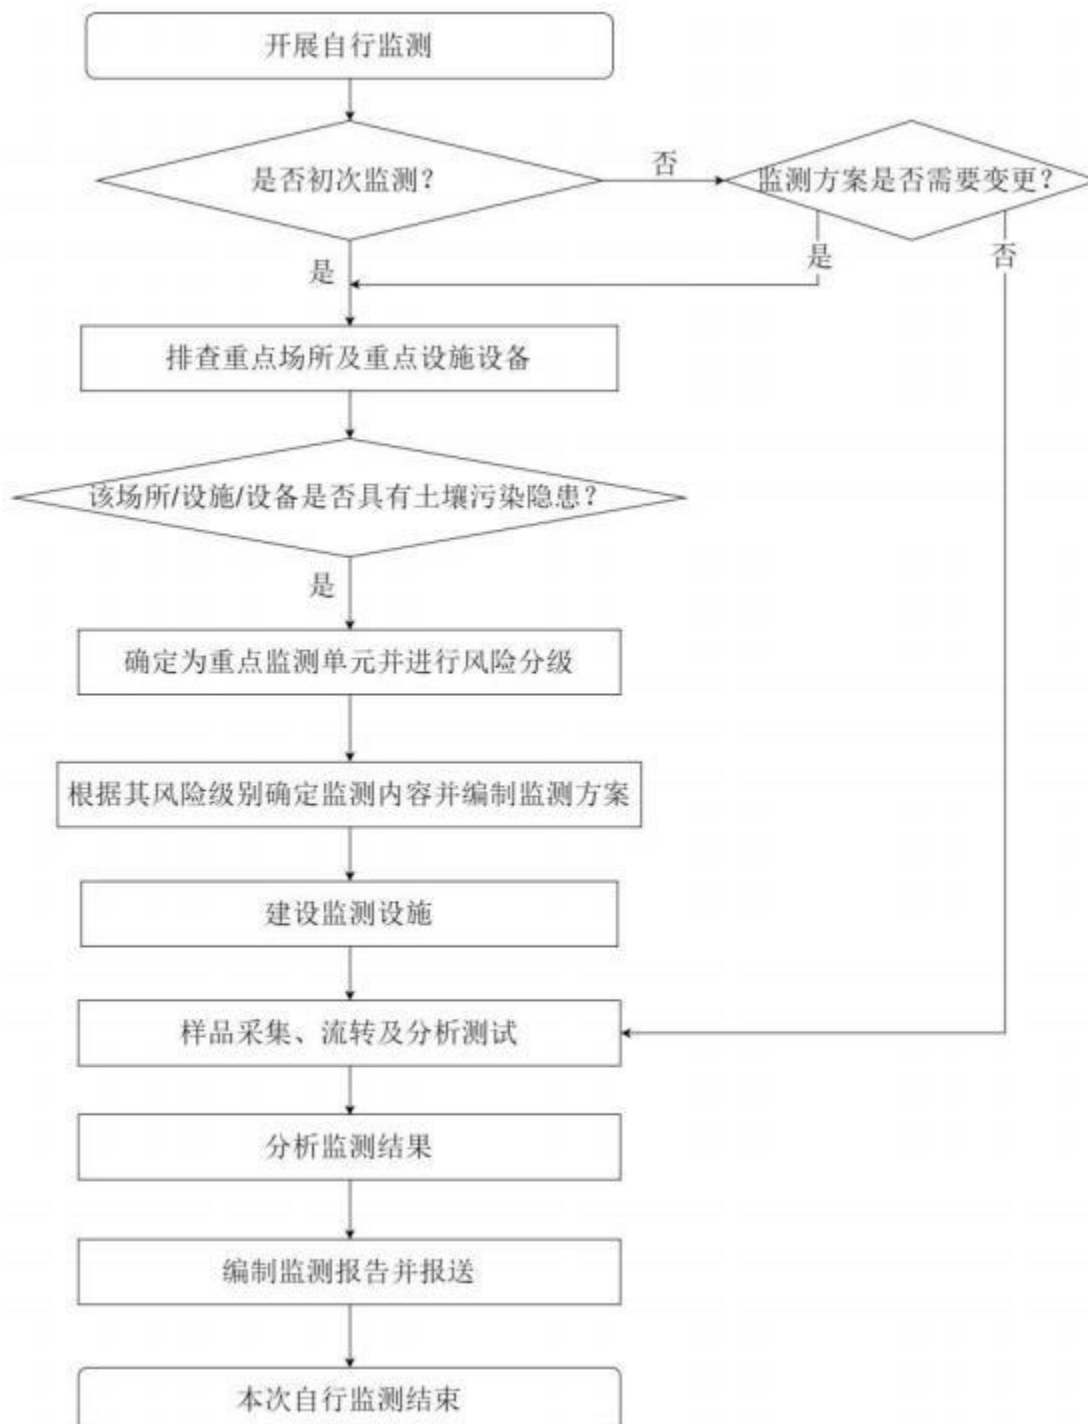 开展自行监测
是否初次监测？
否
监测方案是否需要变更？
是
是
否
排查重点场所及重点设施设备
该场所/设施/设备是否具有土壤污染隐患？
是
确定为重点监测单元并进行风险分级
根据其风险级别确定监测内容并编制监测方案
建设监测设施
样品采集、流转及分析测试
分析监测结果
编制监测报告并报送
本次自行监测结束